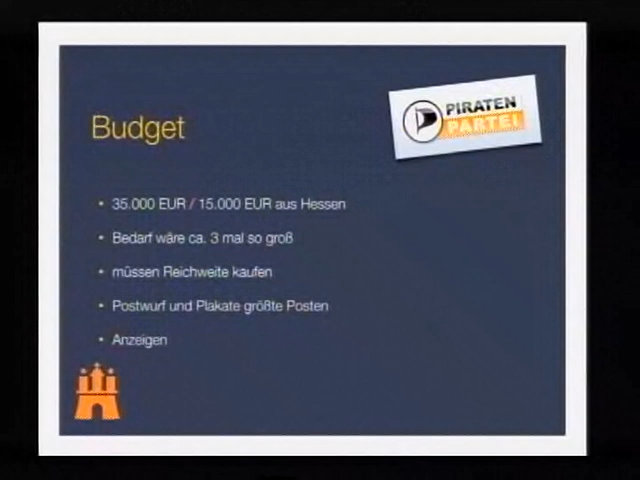 PIRATEN
PARTEI
Budget
35.000 EUR / 15.000 EUR aus Hessen
Bedarf wäre ca. 3 mal so groß
müssen Reichweite kaufen
Postwurf und Plakate größte Posten
Anzeigen